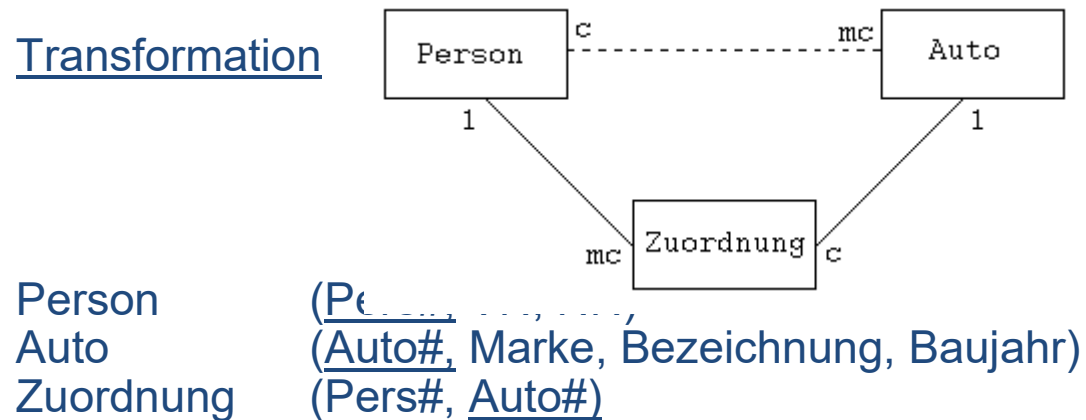 Transformation
c
mc
Person
Auto
1
1
Zuordnung
mc
c
Person
Auto (Auto#, Marke, Bezeichnung, Baujahr)
Zuordnung (Pers#, Auto#)